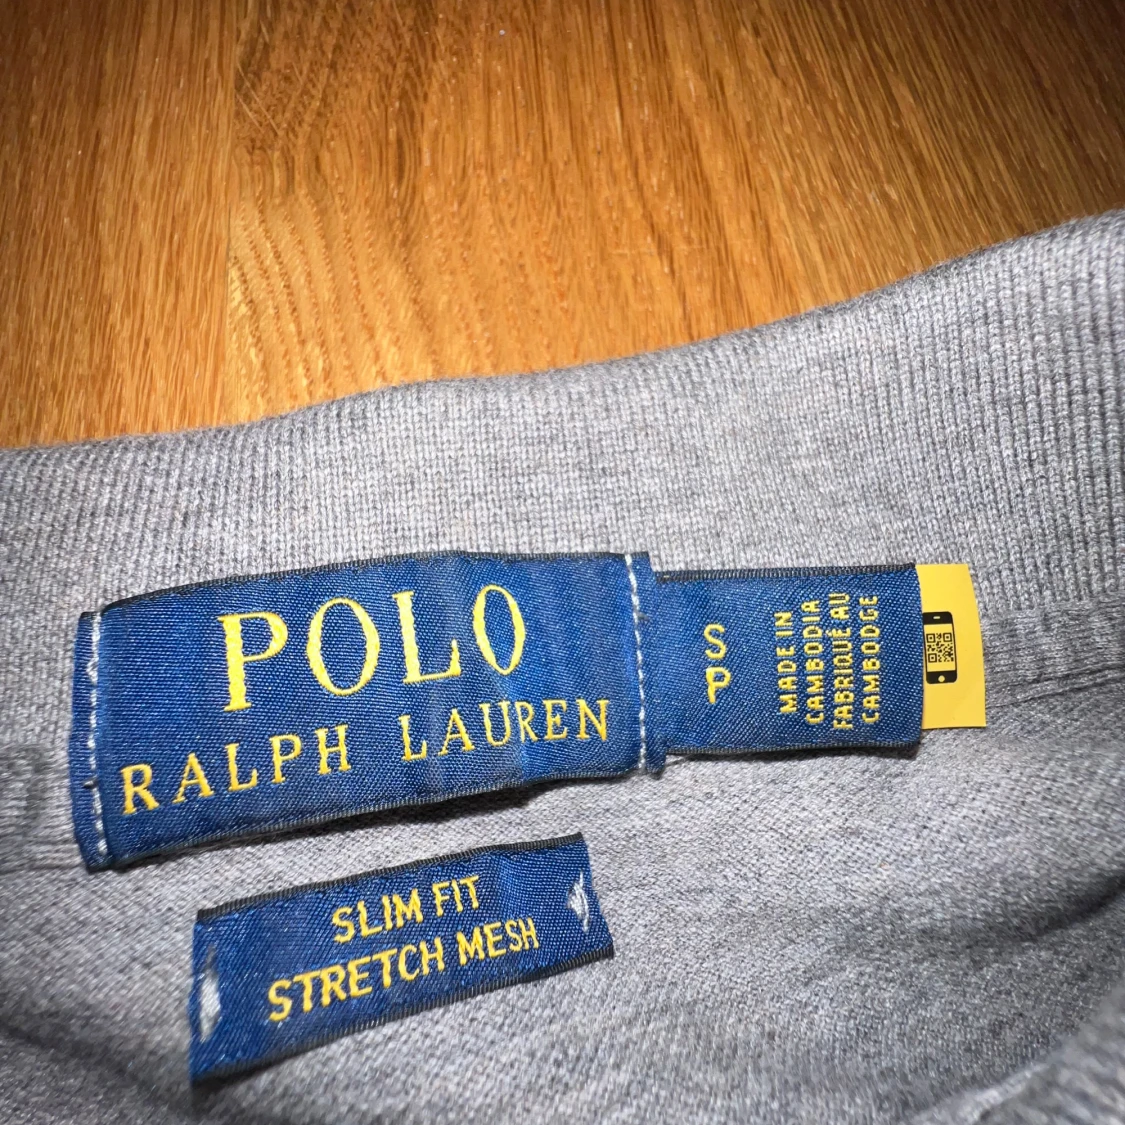 POLO
RALPH LAUREN
S
P
MADE IN
CAMBODIA
FABRIQUÉ AU
CAMBODGE
SLIM FIT
STRETCH MESH